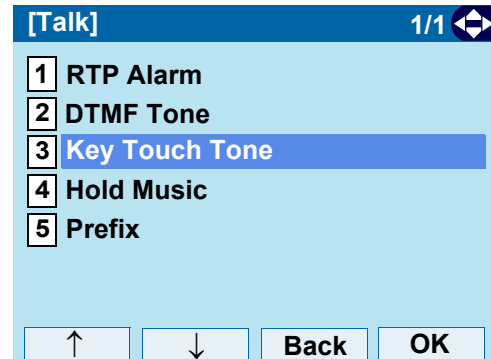 [Talk] 1/1
1 RTP Alarm
2 DTMF Tone
3 Key Touch Tone
4 Hold Music
5 Prefix
↑ ↓ Back OK